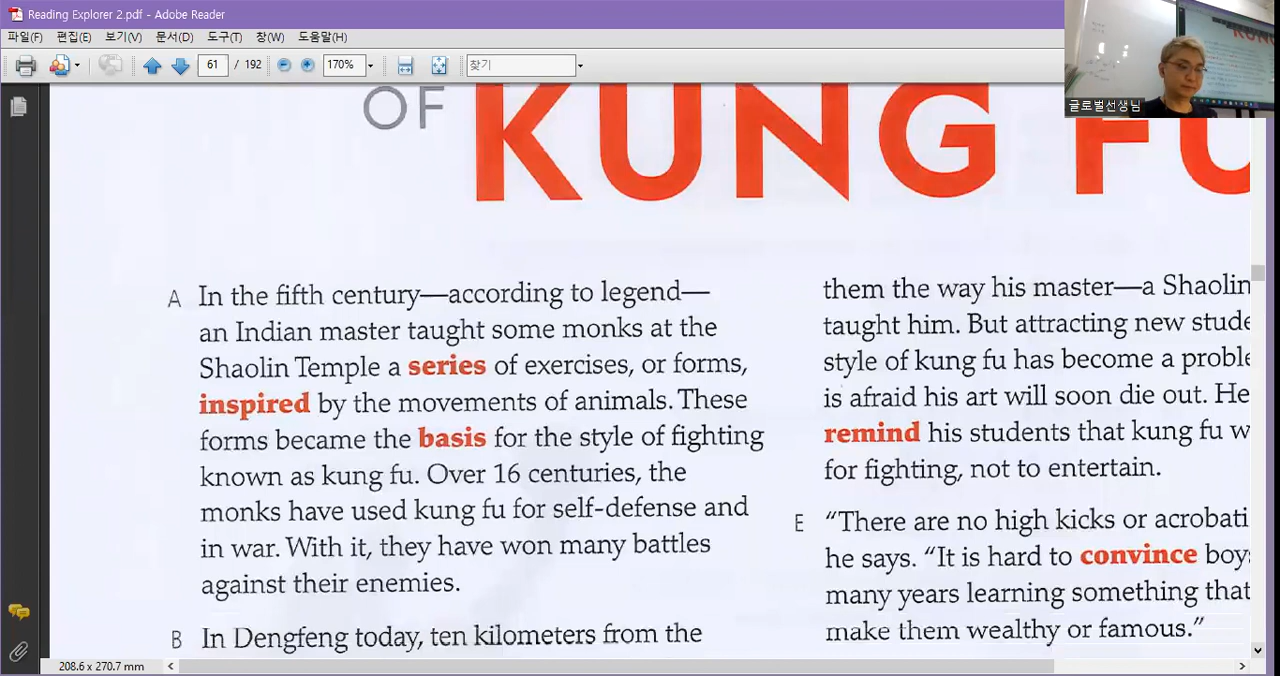 Reading Explorer 2.pdf - Adobe Reader
파일(F) 편집(E) 보기(V) 문서(D) 도구(T) 창(W) 도움말(H)
61 / 192 170% 찾기
글로벌선생님
OF KUNG FU
A In the fifth century—according to legend—
an Indian master taught some monks at the
Shaolin Temple a series of exercises, or forms,
inspired by the movements of animals. These
forms became the basis for the style of fighting
known as kung fu. Over 16 centuries, the
monks have used kung fu for self-defense and
in war. With it, they have won many battles
against their enemies.
B In Dengfeng today, ten kilometers from the
them the way his master—a Shaolin
taught him. But attracting new stude
style of kung fu has become a proble
is afraid his art will soon die out. He
remind his students that kung fu w
for fighting, not to entertain.
E “There are no high kicks or acrobati
he says. “It is hard to convince boys
many years learning something that
make them wealthy or famous.”
208.6 x 270.7 mm